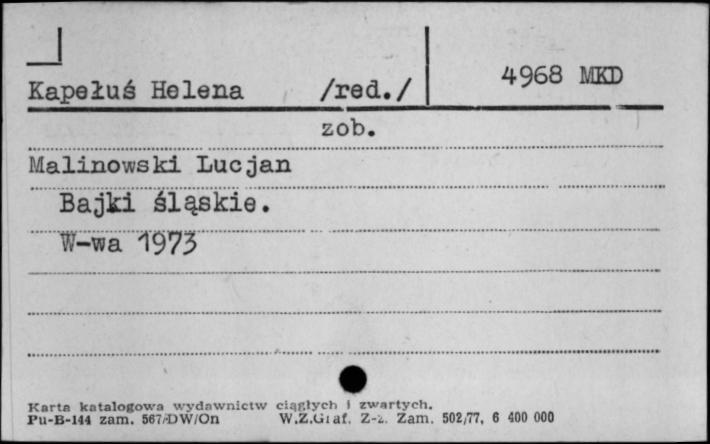 Kapełuś Helena /red./ 4968 MKD
zob.
Malinowski Lucjan
Bajki śląskie.
W-wa 1973
Karta katalogowa wydawnictw ciągłych i zwartych.
Pu-B-144 zam. 567/DW/On W.Z.Graf. Z-z. Zam. 502/77, 6 400 000